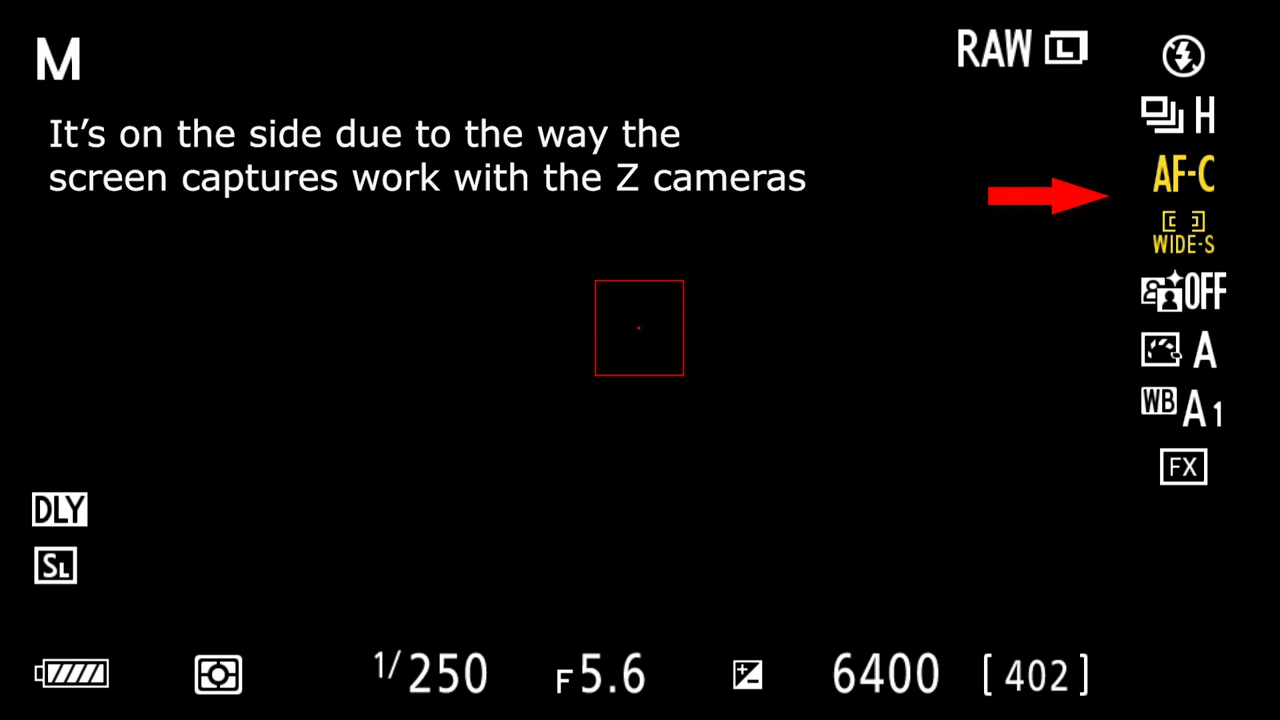 M
RAW L
It's on the side due to the way the
screen captures work with the Z cameras
H
AF-C
WIDE-S
OFF
A
WB A1
FX
DLY
SL
1/250 F5.6 6400 [402]